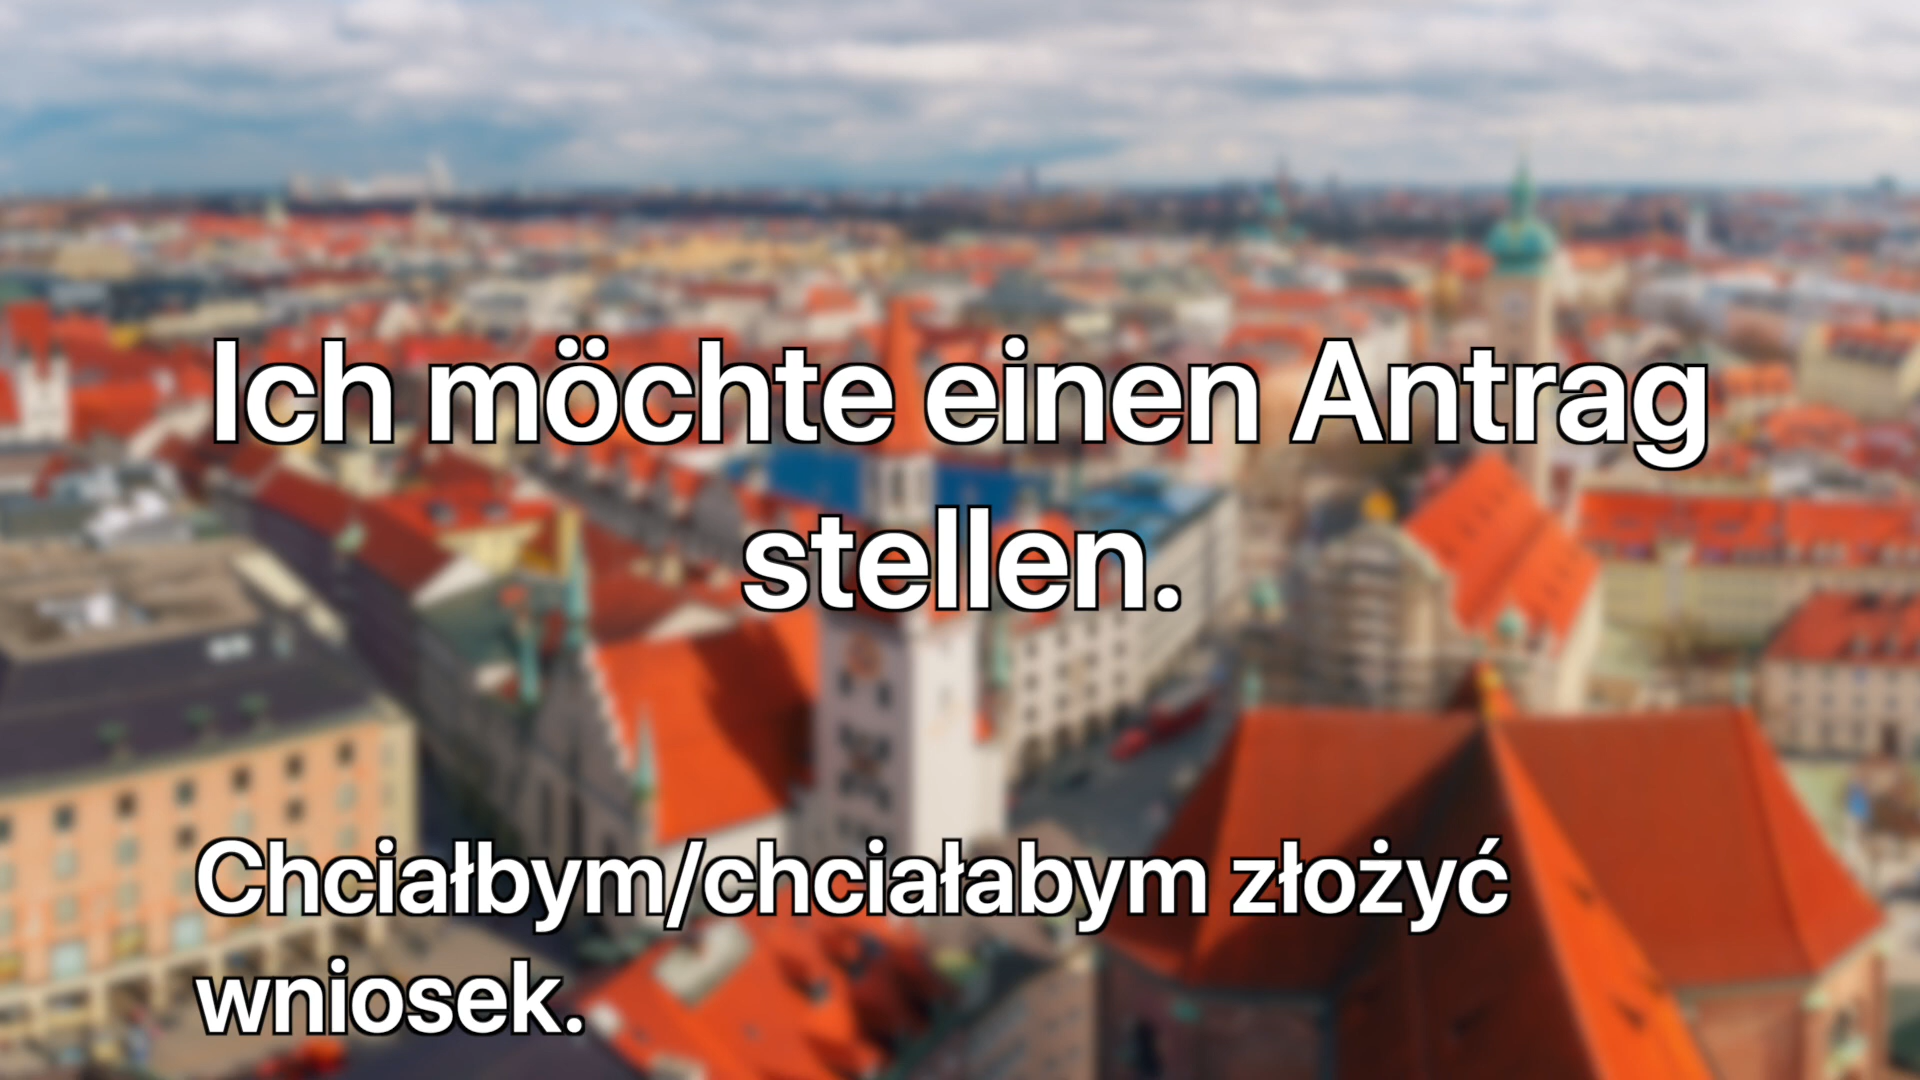 Ich möchte einen Antrag
stellen.
Chciałbym/chciałabym złożyć
wniosek.